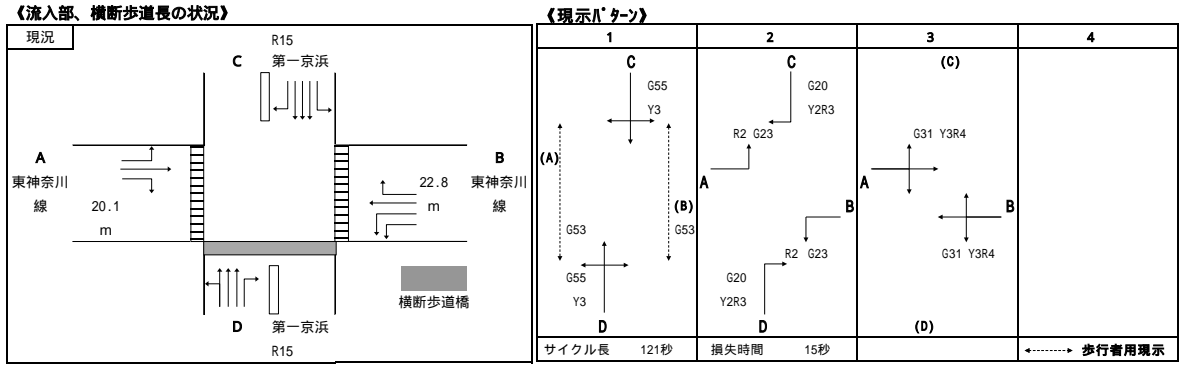 《流入部、横断歩道長の状況》
現況
R15
C 第一京浜
A
東神奈川
線
20.1
m
B
東神奈川
線
22.8
m
横断歩道橋
D 第一京浜
R15
《現示ﾊﾟﾀｰﾝ》
1 2 3 4
C
G55
Y3
(A)
(B)
G53
G53
G55
Y3
D
C
G20
Y2R3
R2 G23
A
B
R2 G23
G20
Y2R3
D
(C)
G31 Y3R4
A
B
G31 Y3R4
(D)
サイクル長 121秒 損失時間 15秒
歩行者用現示